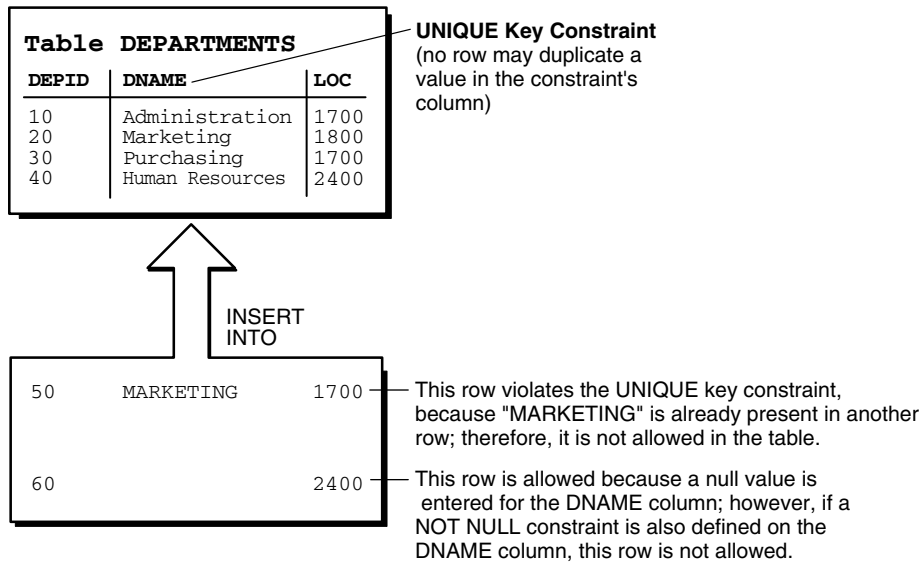 Table DEPARTMENTS
DEPID DNAME LOC
10 Administration 1700
20 Marketing 1800
30 Purchasing 1700
40 Human Resources 2400
UNIQUE Key Constraint
(no row may duplicate a
value in the constraint's
column)
INSERT
INTO
50 MARKETING 1700
This row violates the UNIQUE key constraint,
because "MARKETING" is already present in another
row; therefore, it is not allowed in the table.
60 2400
This row is allowed because a null value is
entered for the DNAME column; however, if a
NOT NULL constraint is also defined on the
DNAME column, this row is not allowed.